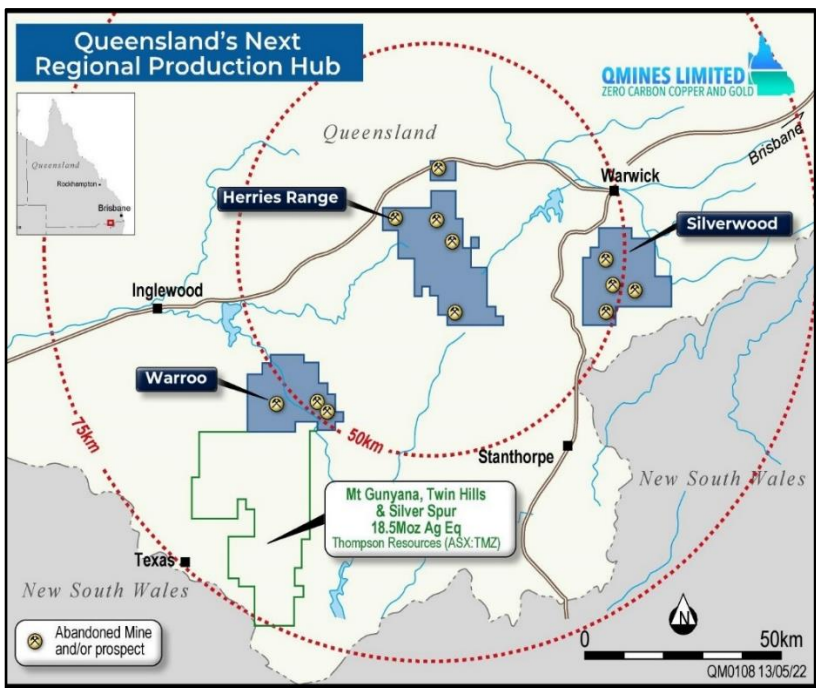 Queensland's Next
Regional Production Hub
QMINES LIMITED
ZERO CARBON COPPER AND GOLD
Queensland
Rockhampton
Brisbane
Queensland
Brisbane
Warwick
Herries Range
Silverwood
Inglewood
Warroo
75km
50km
Stanthorpe
New South Wales
Mt Gunyana, Twin Hills
& Silver Spur
18.5Moz Ag Eq
Thompson Resources (ASX:TMZ)
Texas
New South Wales
Abandoned Mine
and/or prospect
N
0 50km
QM0108 13/05/22